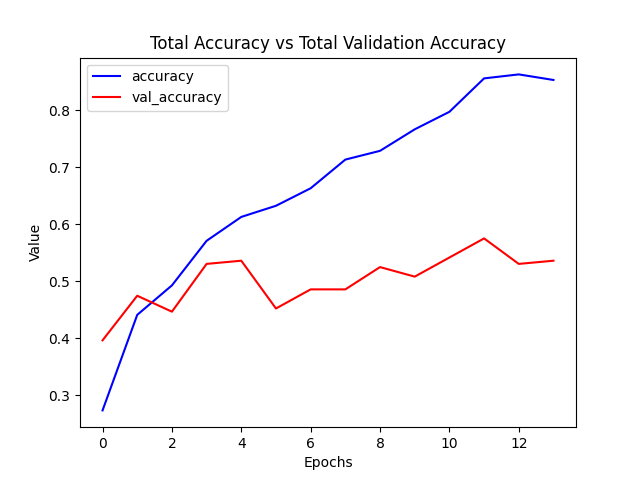 Total Accuracy vs Total Validation Accuracy
accuracy
val_accuracy
Value
0.8
0.7
0.6
0.5
0.4
0.3
0 2 4 6 8 10 12
Epochs